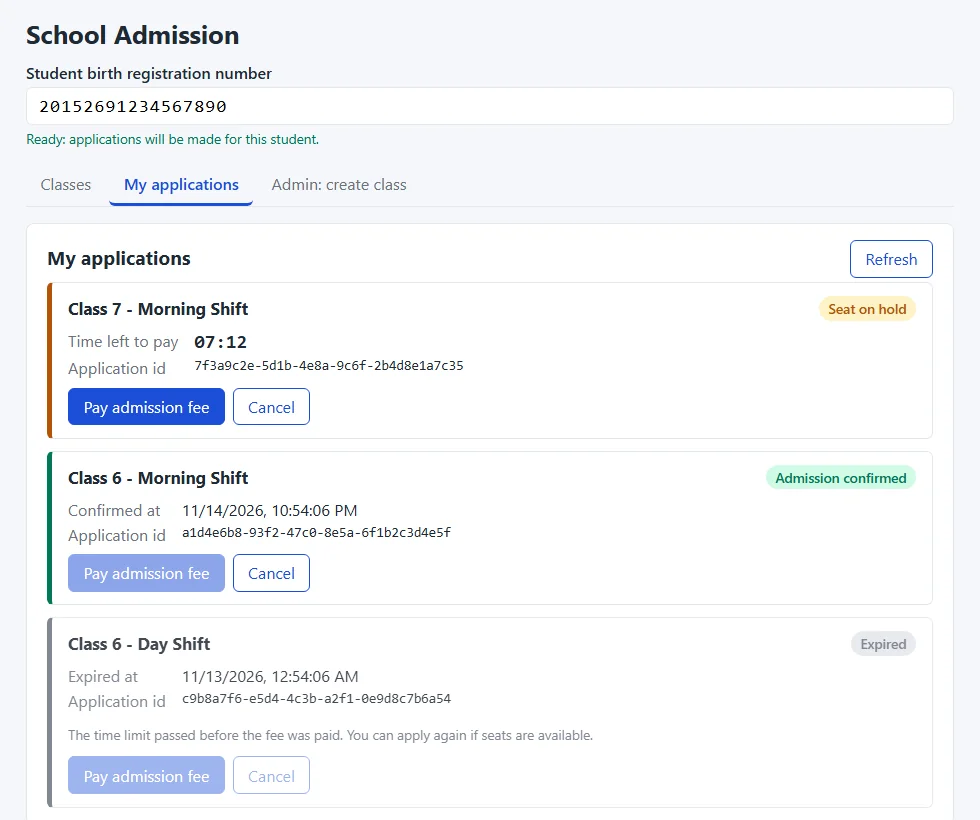 School Admission
Student birth registration number
20152691234567890
Ready: applications will be made for this student.
Classes My applications Admin: create class
My applications Refresh
Class 7 - Morning Shift Seat on hold
Time left to pay 07:12
Application id 7f3a9c2e-5d1b-4e8a-9c6f-2b4d8e1a7c35
Pay admission fee Cancel
Class 6 - Morning Shift Admission confirmed
Confirmed at 11/14/2026, 10:54:06 PM
Application id a1d4e6b8-93f2-47c0-8e5a-6f1b2c3d4e5f
Pay admission fee Cancel
Class 6 - Day Shift Expired
Expired at 11/13/2026, 12:54:06 AM
Application id c9b8a7f6-e5d4-4c3b-a2f1-0e9d8c7b6a54
The time limit passed before the fee was paid. You can apply again if seats are available.
Pay admission fee Cancel